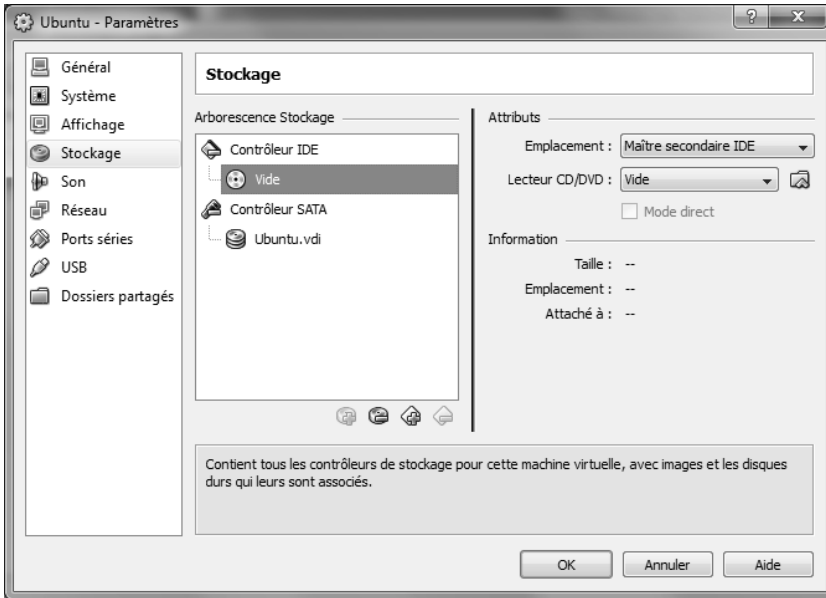 Ubuntu - Paramètres
Général
Système
Affichage
Stockage
Son
Réseau
Ports séries
USB
Dossiers partagés
Stockage
Arborescence Stockage
Contrôleur IDE
Vide
Contrôleur SATA
Ubuntu.vdi
Attributs
Emplacement : Maître secondaire IDE
Lecteur CD/DVD : Vide
Mode direct
Information
Taille : --
Emplacement : --
Attaché à : --
Contient tous les contrôleurs de stockage pour cette machine virtuelle, avec images et les disques
durs qui leurs sont associés.
OK Annuler Aide